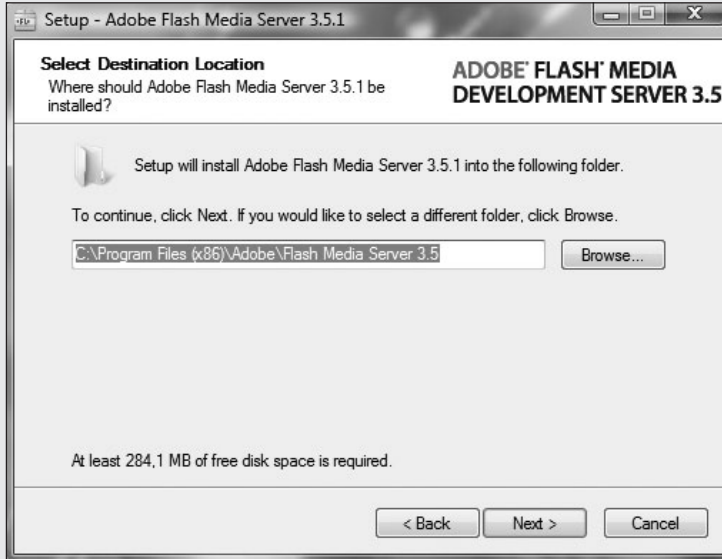 Setup - Adobe Flash Media Server 3.5.1
Select Destination Location
Where should Adobe Flash Media Server 3.5.1 be
installed?
ADOBE® FLASH® MEDIA
DEVELOPMENT SERVER 3.5
Setup will install Adobe Flash Media Server 3.5.1 into the following folder.
To continue, click Next. If you would like to select a different folder, click Browse.
C:\Program Files (x86)\Adobe\Flash Media Server 3.5
Browse...
At least 284,1 MB of free disk space is required.
< Back
Next >
Cancel